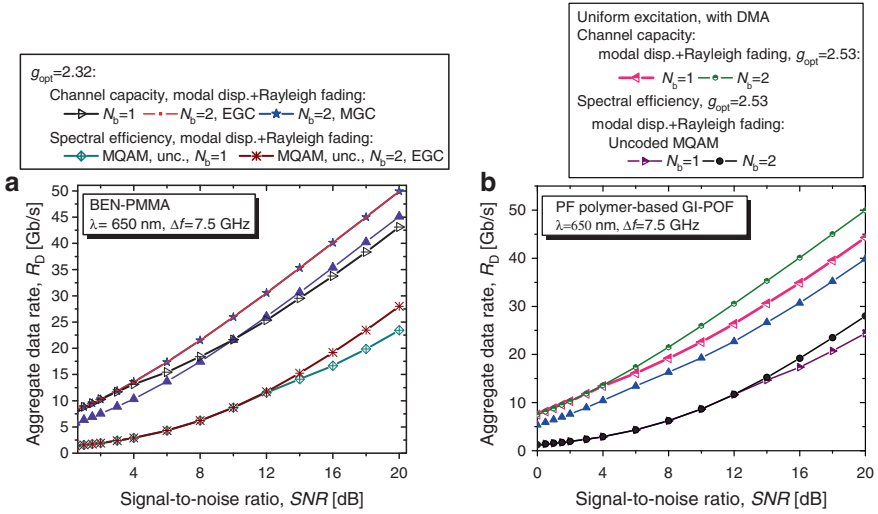 g_opt=2.32:
Channel capacity, modal disp.+Rayleigh fading:
N_b=1 N_b=2, EGC N_b=2, MGC
Spectral efficiency, modal disp.+Rayleigh fading:
MQAM, unc., N_b=1 MQAM, unc., N_b=2, EGC
a
BEN-PMMA
λ= 650 nm, Δf=7.5 GHz
Aggregate data rate, R_D [Gb/s]
50
45
40
35
30
25
20
15
10
5
0
4 8 12 16 20
Signal-to-noise ratio, SNR [dB]
Uniform excitation, with DMA
Channel capacity:
modal disp.+Rayleigh fading, g_opt=2.53:
N_b=1 N_b=2
Spectral efficiency, g_opt=2.53
modal disp.+Rayleigh fading:
Uncoded MQAM
N_b=1 N_b=2
b
PF polymer-based GI-POF
λ=650 nm, Δf=7.5 GHz
Aggregate data rate, R_D [Gb/s]
50
40
30
20
10
0
0 4 8 12 16 20
Signal-to-noise ratio, SNR [dB]